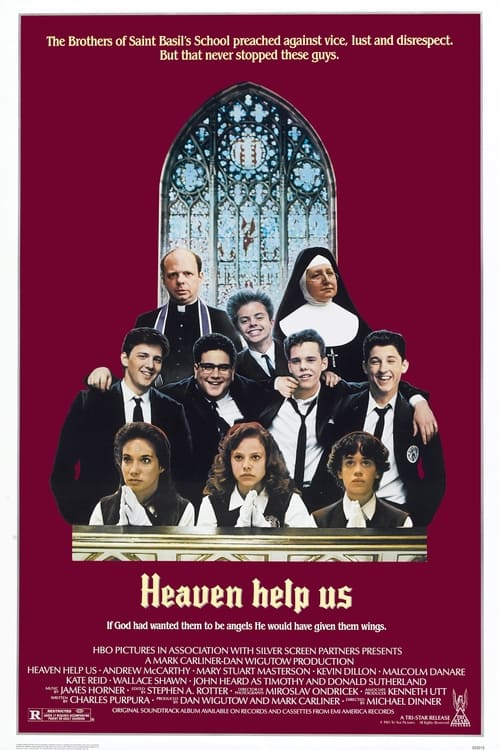 The Brothers of Saint Basil's School preached against vice, lust and disrespect.
But that never stopped these guys.
Heaven help us
If God had wanted them to be angels He would have given them wings.
HBO PICTURES IN ASSOCIATION WITH SILVER SCREEN PARTNERS PRESENTS
A MARK CARLINER-DAN WIGUTOW PRODUCTION
HEAVEN HELP US • ANDREW McCARTHY • MARY STUART MASTERSON • KEVIN DILLON • MALCOLM DANARE
KATE REID • WALLACE SHAWN • JOHN HEARD AS TIMOTHY AND DONALD SUTHERLAND
MUSIC BY JAMES HORNER • EDITED BY STEPHEN A. ROTTER • DIRECTOR OF PHOTOGRAPHY MIROSLAV ONDRICEK • ASSOCIATE PRODUCER KENNETH UTT
WRITTEN BY CHARLES PURPURA • PRODUCED BY DAN WIGUTOW AND MARK CARLINER • DIRECTED BY MICHAEL DINNER
R RESTRICTED
ORIGINAL SOUNDTRACK ALBUM AVAILABLE ON RECORDS AND CASSETTES FROM EMI AMERICA RECORDS
A TRI-STAR RELEASE